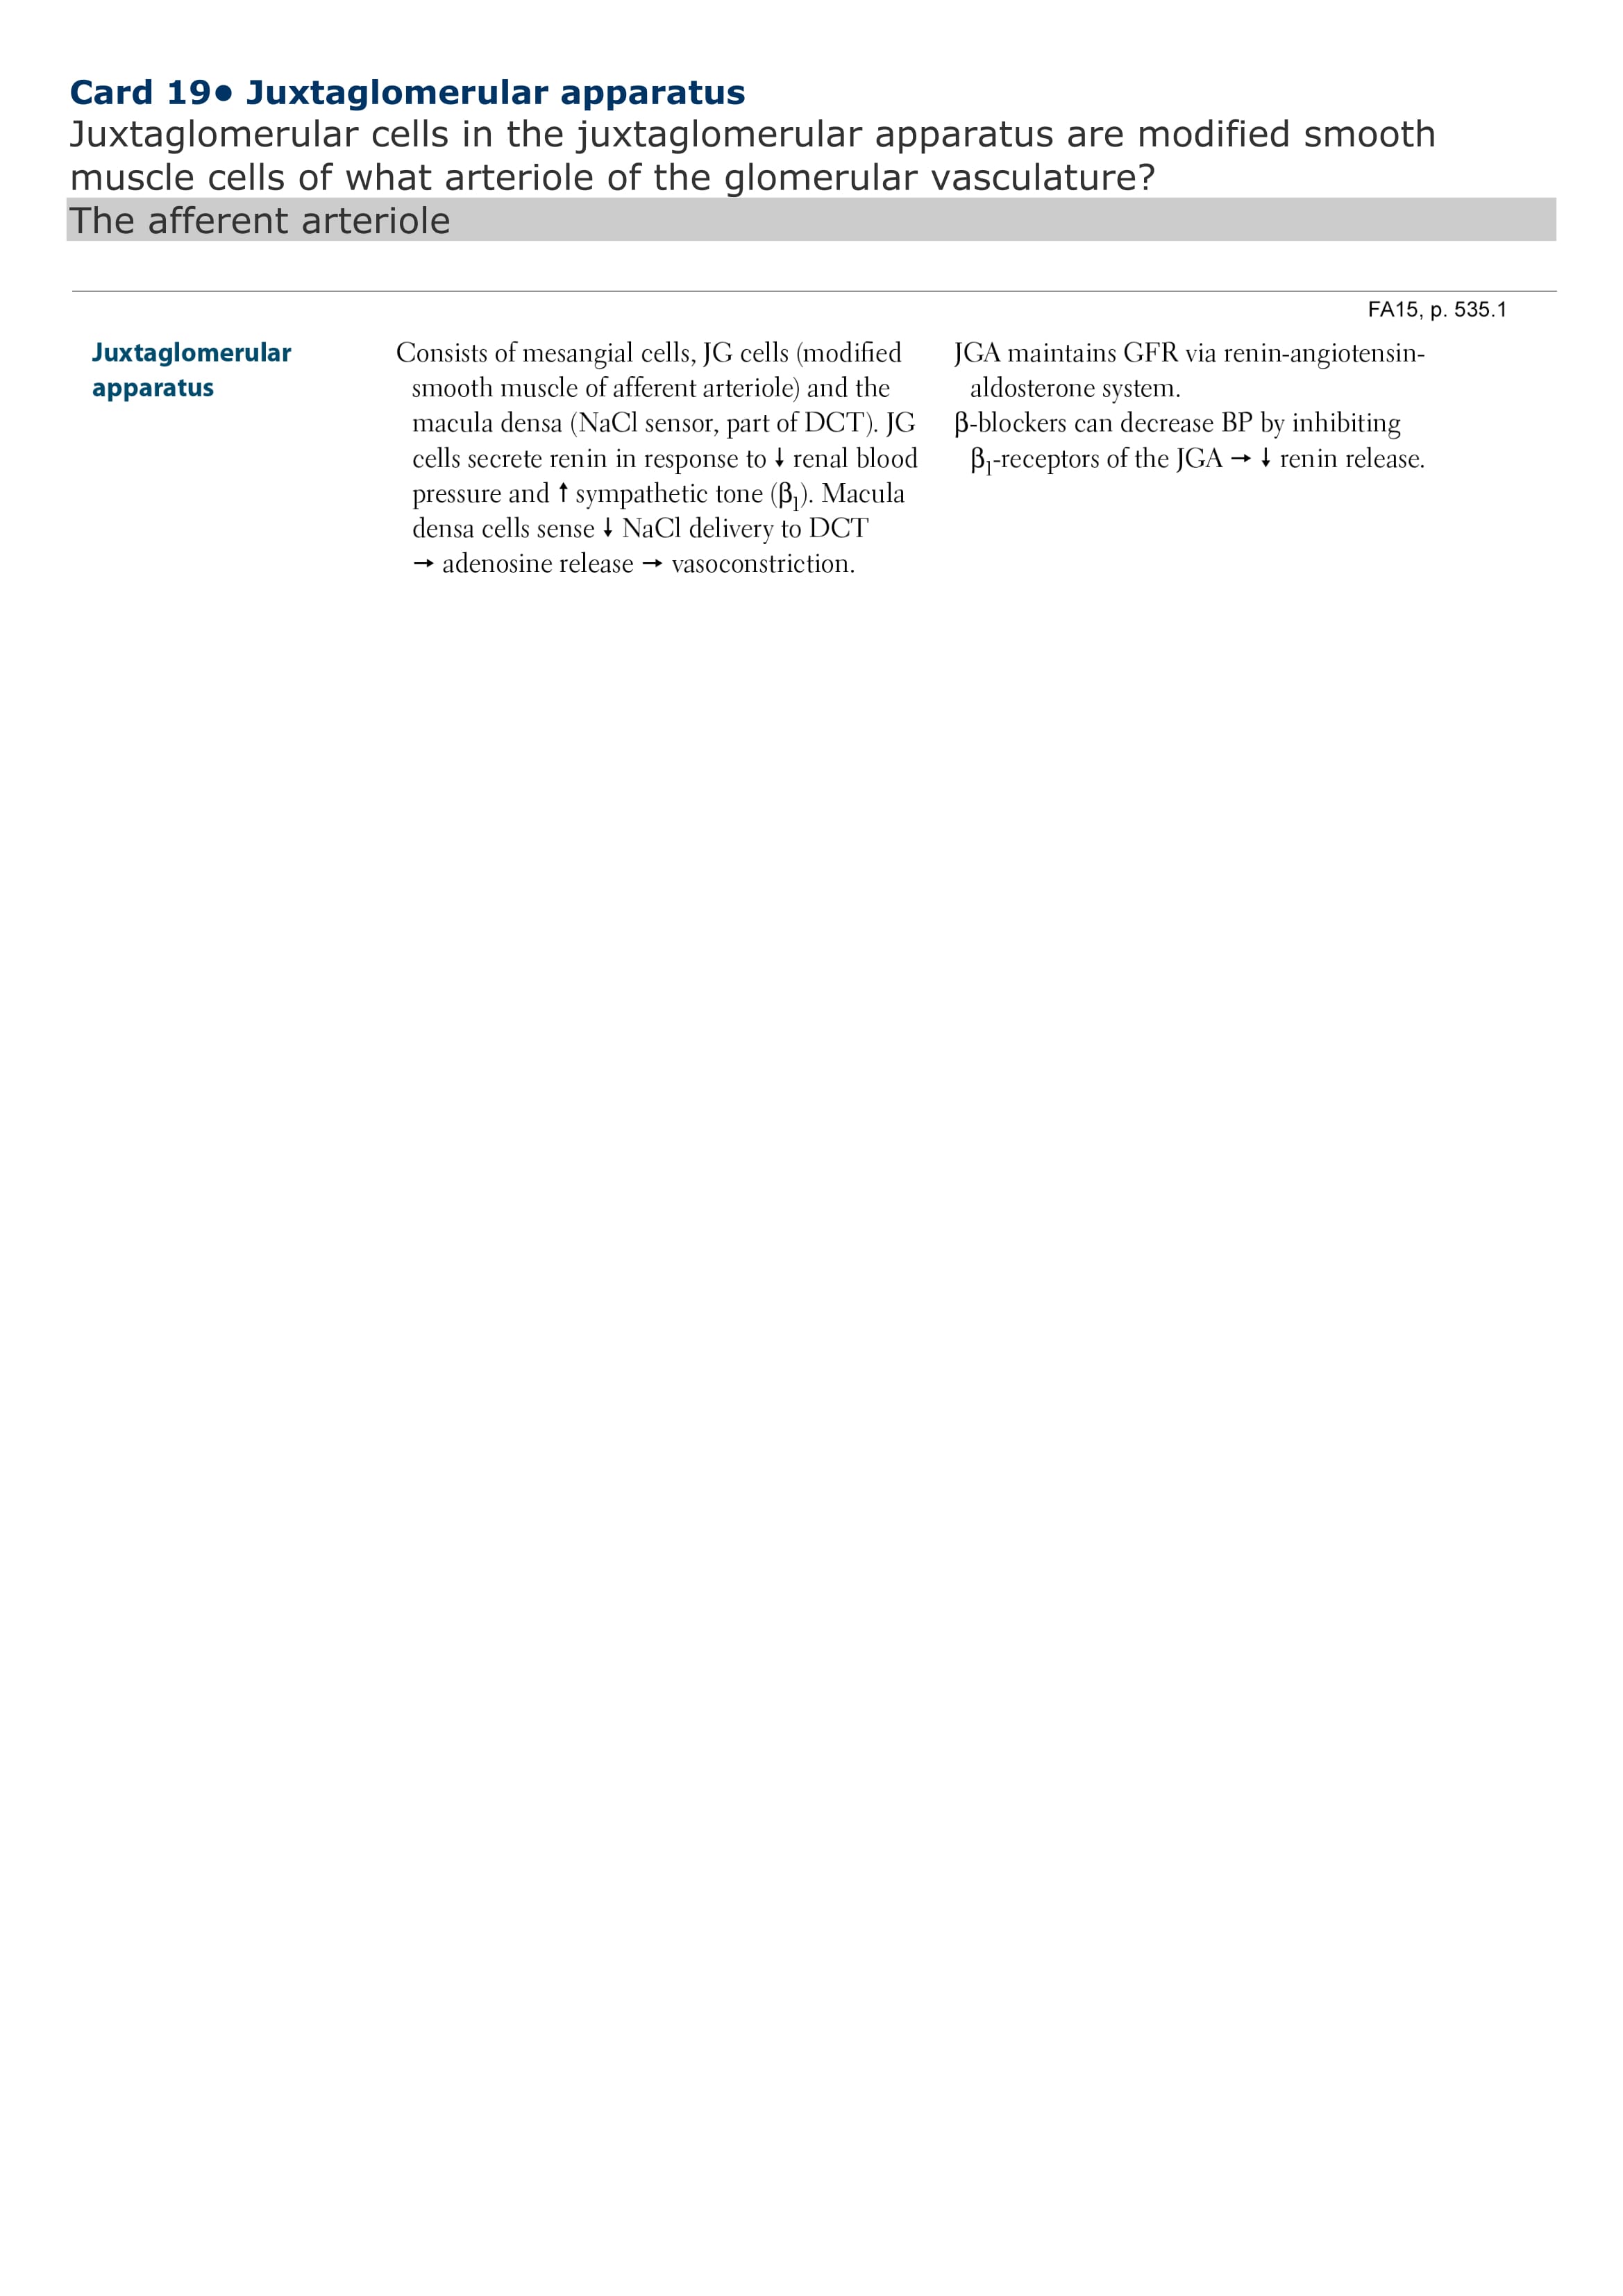 Card 19● Juxtaglomerular apparatus
Juxtaglomerular cells in the juxtaglomerular apparatus are modified smooth
muscle cells of what arteriole of the glomerular vasculature?
The afferent arteriole
FA15, p. 535.1
Juxtaglomerular
apparatus
Consists of mesangial cells, JG cells (modified
smooth muscle of afferent arteriole) and the
macula densa (NaCl sensor, part of DCT). JG
cells secrete renin in response to ↓ renal blood
pressure and ↑ sympathetic tone (β₁). Macula
densa cells sense ↓ NaCl delivery to DCT
→ adenosine release → vasoconstriction.
JGA maintains GFR via renin-angiotensin-
aldosterone system.
β-blockers can decrease BP by inhibiting
β₁-receptors of the JGA → ↓ renin release.